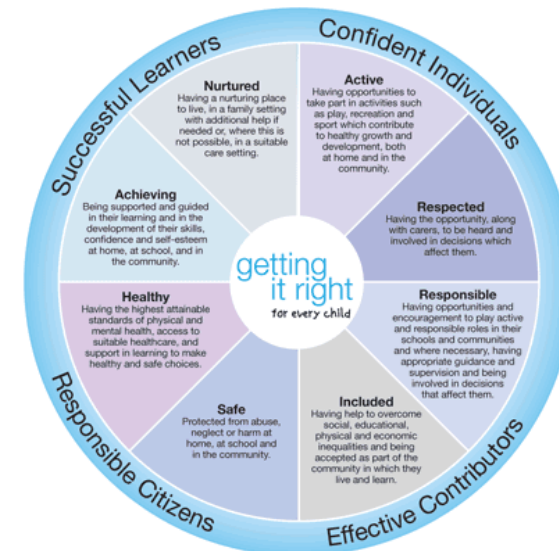 Successful Learners
Confident Individuals
Nurtured
Having a nurturing place
to live, in a family setting
with additional help if
needed or, where this is
not possible, in a suitable
care setting.
Active
Having opportunities to
take part in activities such
as play, recreation and
sport which contribute
to healthy growth and
development, both
at home and in the
community.
Achieving
Being supported and guided
in their learning and in the
development of their skills,
confidence and self-esteem
at home, at school, and in
the community.
Respected
Having the opportunity, along
with carers, to be heard and
involved in decisions which
affect them.
getting
it right
for every child
Healthy
Having the highest attainable
standards of physical and
mental health, access to
suitable healthcare, and
support in learning to make
healthy and safe choices.
Responsible
Having opportunities and
encouragement to play active
and responsible roles in their
schools and communities
and where necessary, having
appropriate guidance and
supervision and being
involved in decisions
that affect them.
Safe
Protected from abuse,
neglect or harm at
home, at school and
in the community.
Included
Having help to overcome
social, educational,
physical and economic
inequalities and being
accepted as part of the
community in which they
live and learn.
Responsible Citizens
Effective Contributors